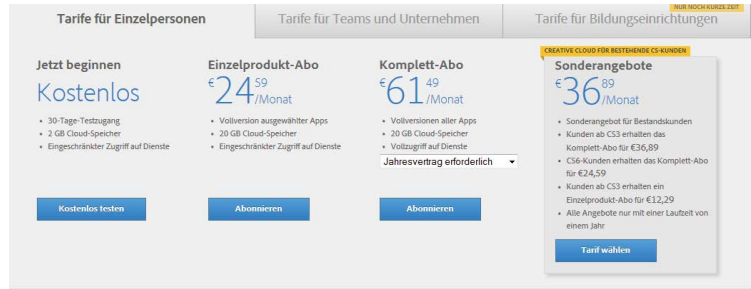 NUR NOCH KURZE ZEIT
Tarife für Einzelpersonen
Tarife für Teams und Unternehmen
Tarife für Bildungseinrichtungen
Jetzt beginnen
Kostenlos
30-Tage-Testzugang
2 GB Cloud-Speicher
Eingeschränkter Zugriff auf Dienste
Kostenlos testen
Einzelprodukt-Abo
€24 59 /Monat
Vollversion ausgewählter Apps
20 GB Cloud-Speicher
Eingeschränkter Zugriff auf Dienste
Abonnieren
Komplett-Abo
€61 49 /Monat
Vollversionen aller Apps
20 GB Cloud-Speicher
Vollzugriff auf Dienste
Jahresvertrag erforderlich
Abonnieren
CREATIVE CLOUD FÜR BESTEHENDE CS-KUNDEN
Sonderangebote
€36 89 /Monat
Sonderangebot für Bestandskunden
Kunden ab CS3 erhalten das
Komplett-Abo für €36,89
CS6-Kunden erhalten das Komplett-Abo
für €24,59
Kunden ab CS3 erhalten ein
Einzelprodukt-Abo für €12,29
Alle Angebote nur mit einer Laufzeit von
einem Jahr
Tarif wählen